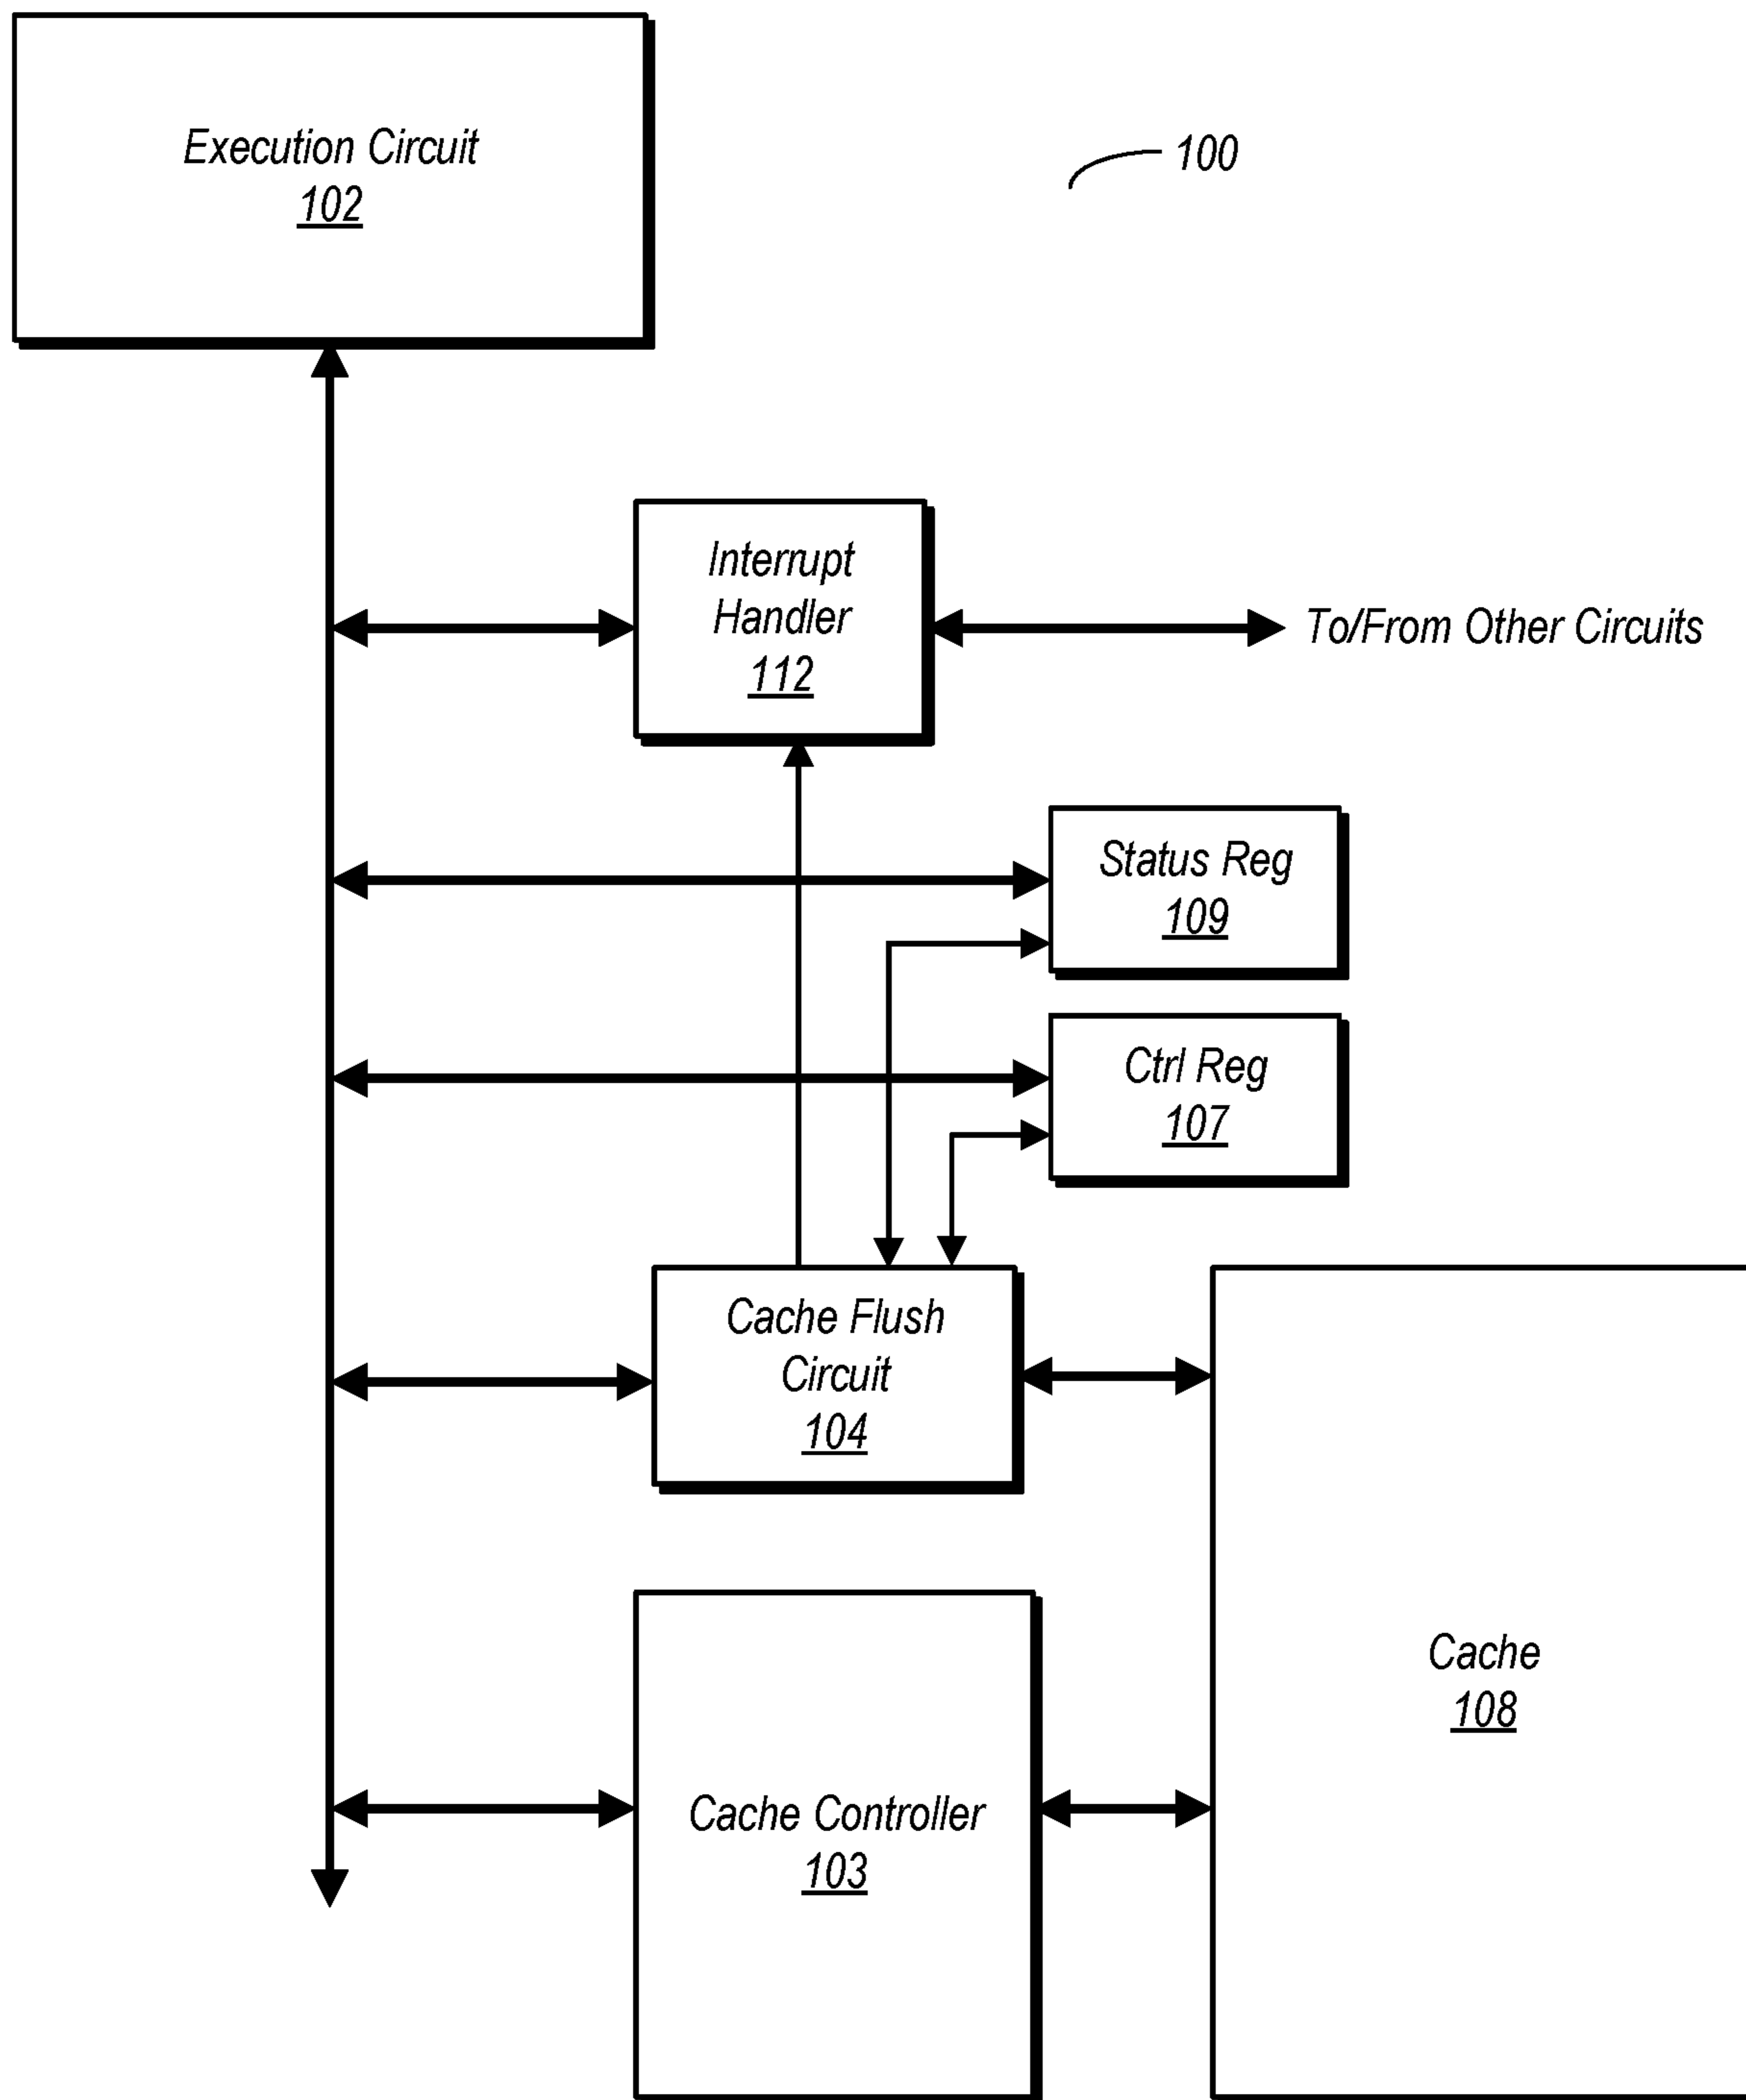 Execution Circuit
102
100
Interrupt
Handler
112
To/From Other Circuits
Status Reg
109
Ctrl Reg
107
Cache Flush
Circuit
104
Cache
108
Cache Controller
103